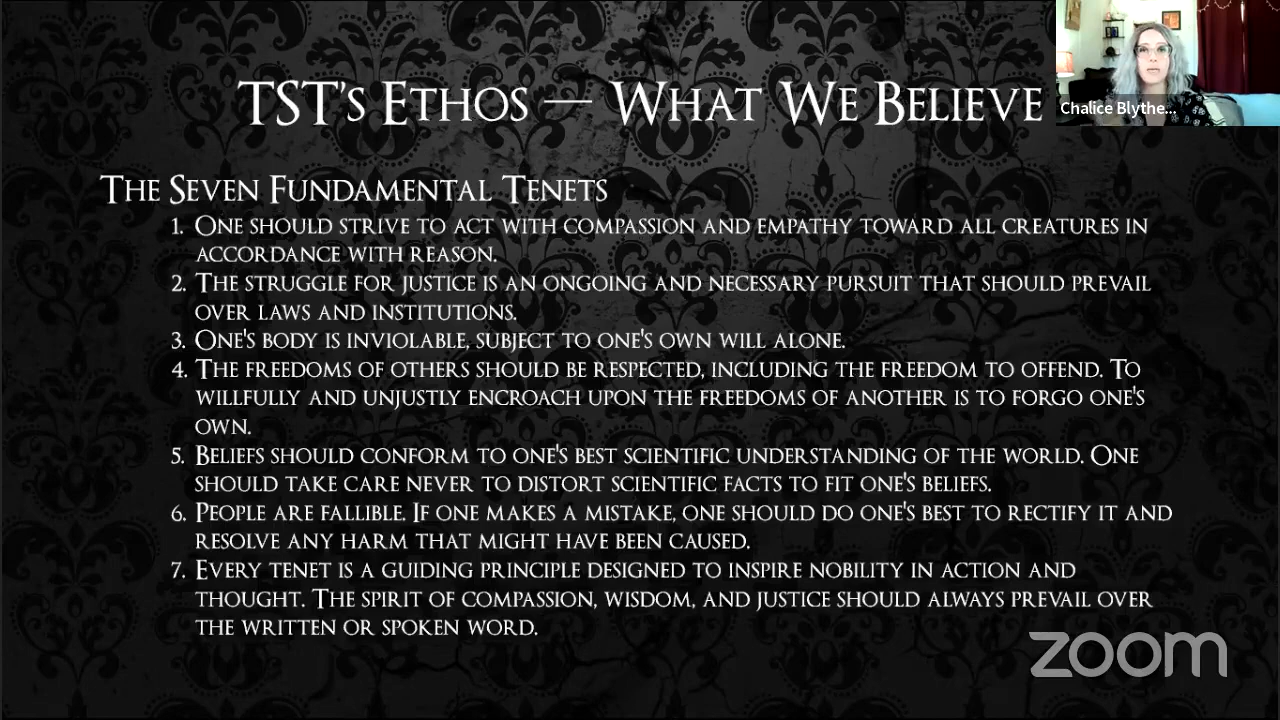 TST's Ethos — What We Believe
Chalice Blythe...
The Seven Fundamental Tenets
1. One should strive to act with compassion and empathy toward all creatures in
accordance with reason.
2. The struggle for justice is an ongoing and necessary pursuit that should prevail
over laws and institutions.
3. One's body is inviolable, subject to one's own will alone.
4. The freedoms of others should be respected, including the freedom to offend. To
willfully and unjustly encroach upon the freedoms of another is to forgo one's
own.
5. Beliefs should conform to one's best scientific understanding of the world. One
should take care never to distort scientific facts to fit one's beliefs.
6. People are fallible. If one makes a mistake, one should do one's best to rectify it and
resolve any harm that might have been caused.
7. Every tenet is a guiding principle designed to inspire nobility in action and
thought. The spirit of compassion, wisdom, and justice should always prevail over
the written or spoken word.
zoom